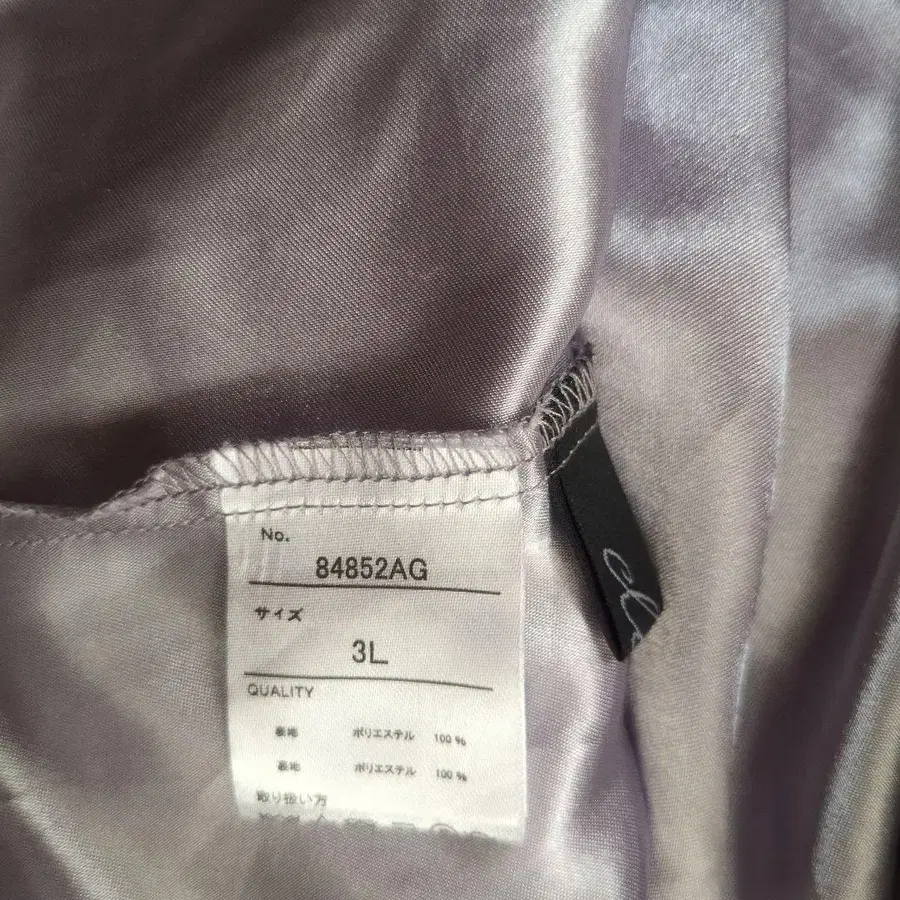 No.
84852AG
サイズ
3L
QUALITY
表地 ポリエステル 100%
裏地 ポリエステル 100%
取り扱い方